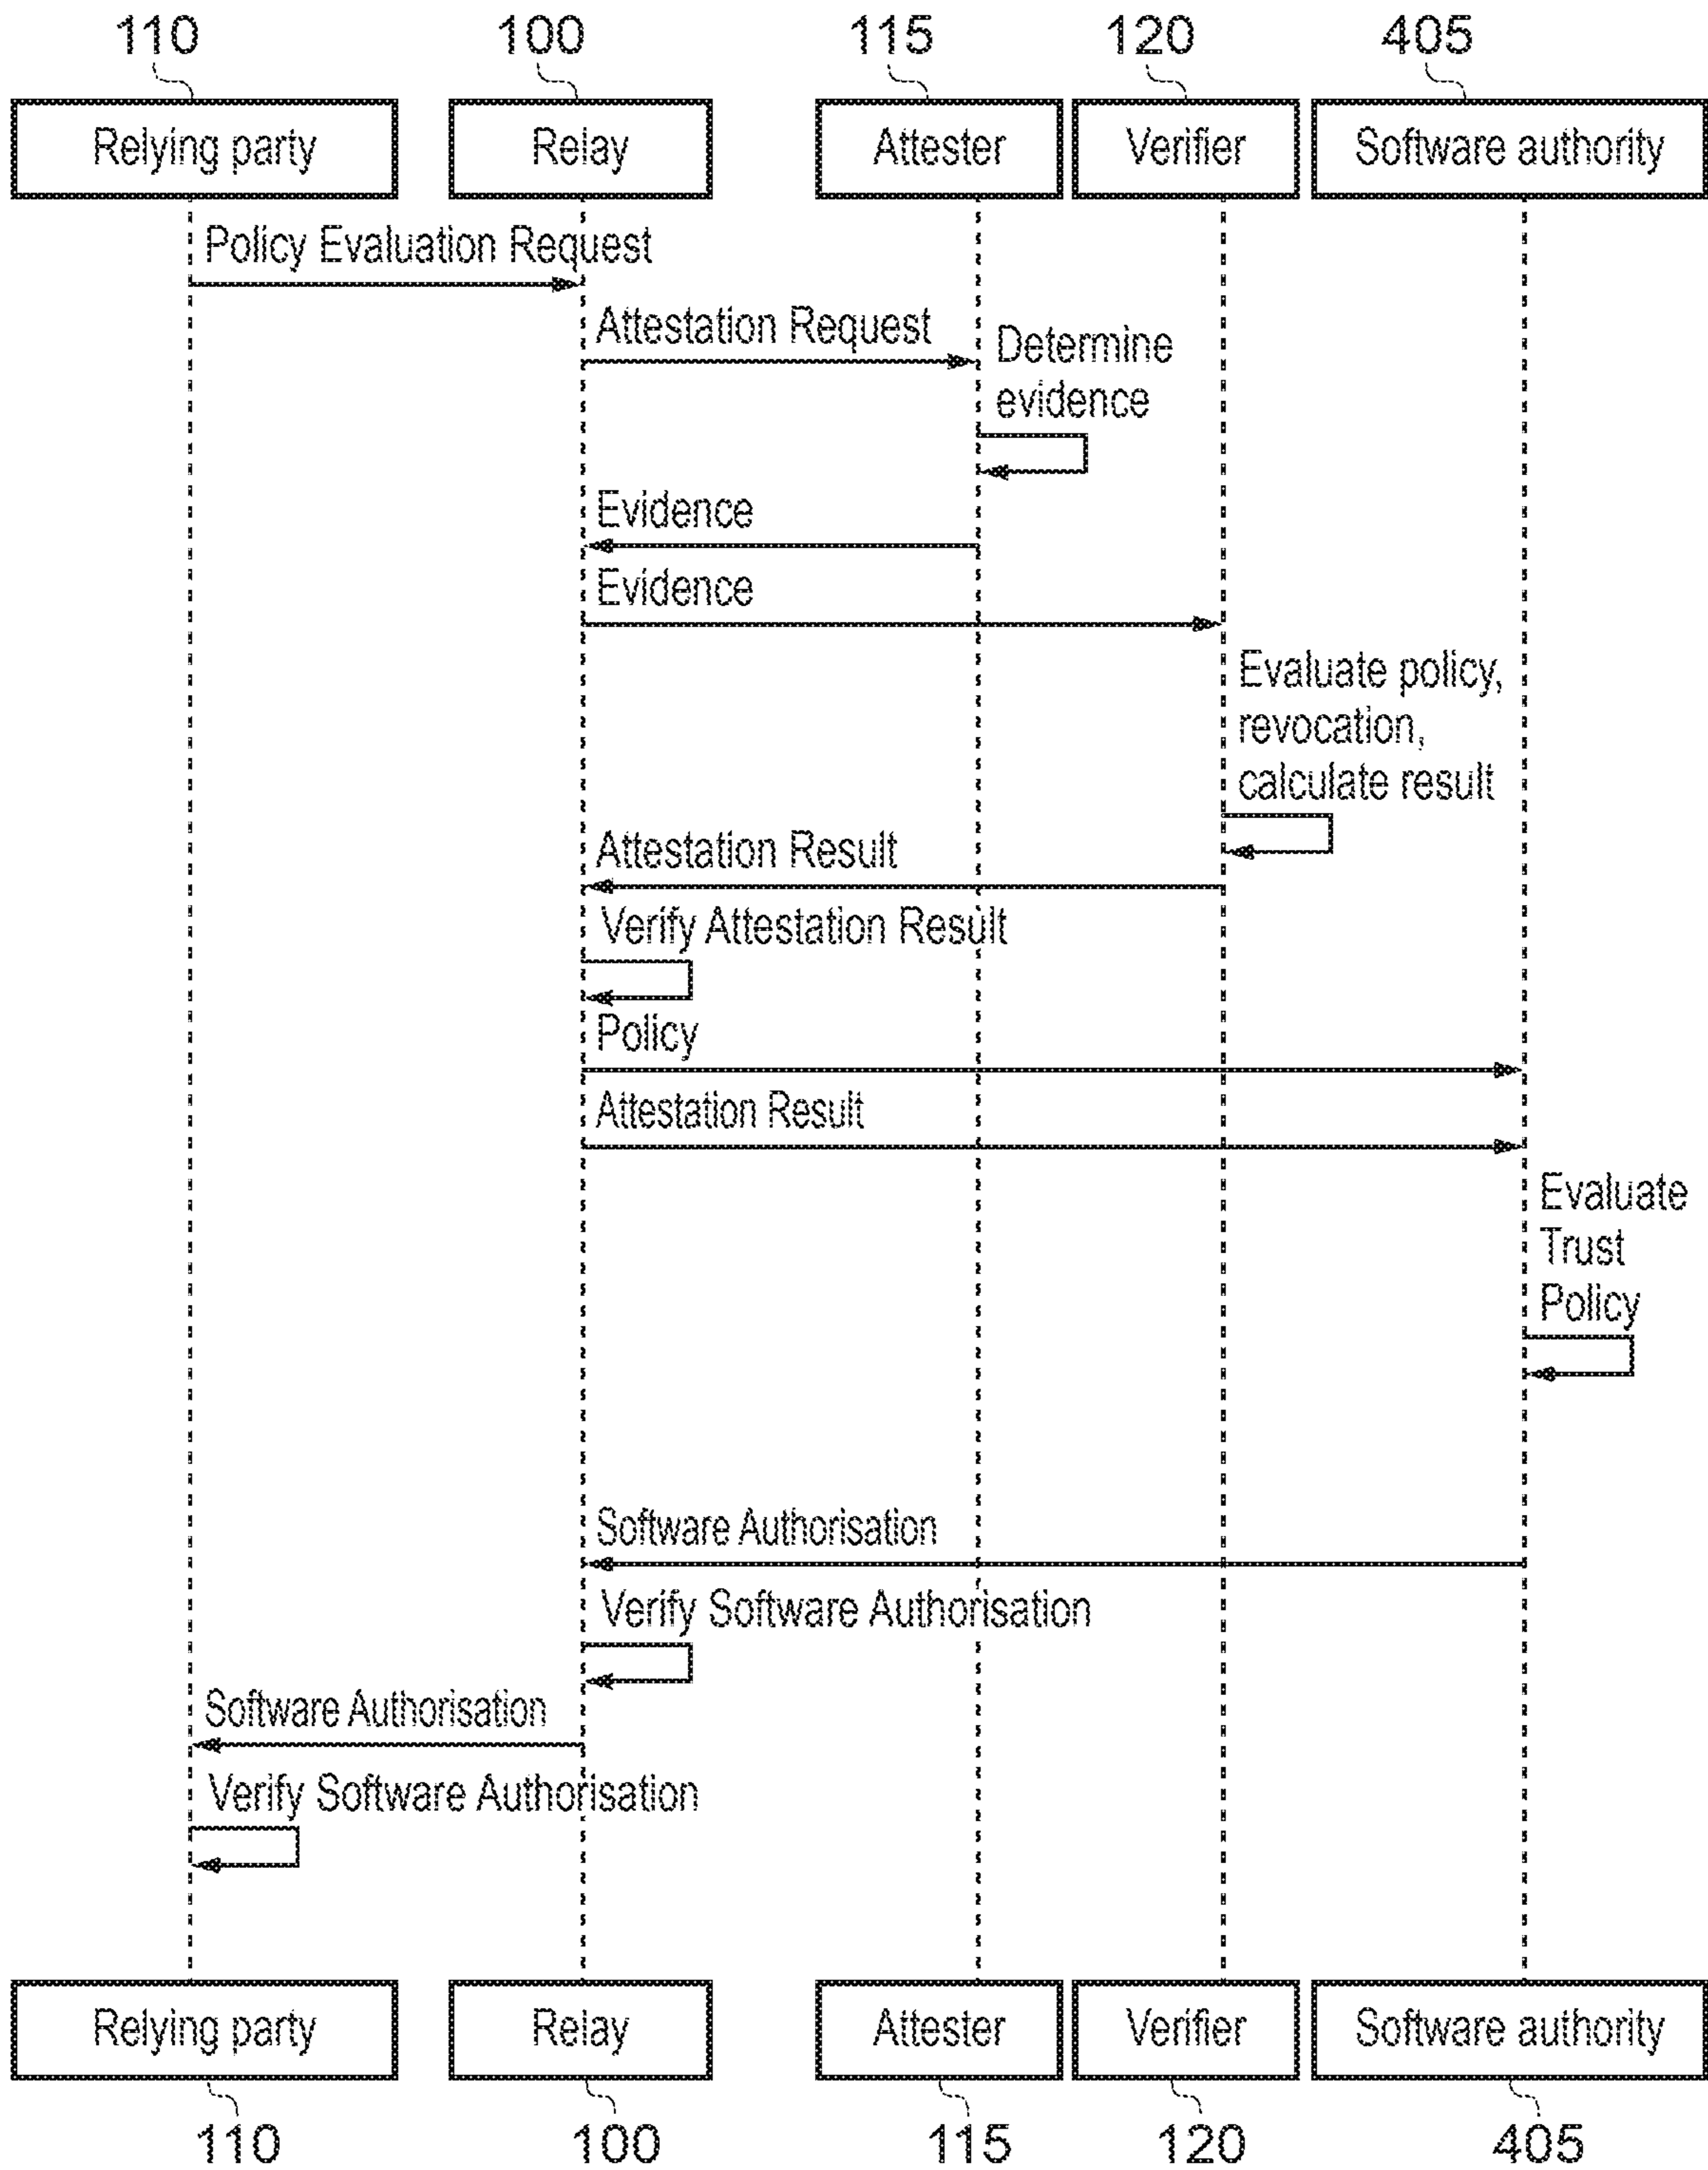 110 100 115 120 405
Relying party Relay Attester Verifier Software authority
Policy Evaluation Request
Attestation Request
Determine
evidence
Evidence
Evidence
Evaluate policy,
revocation,
calculate result
Attestation Result
Verify Attestation Result
Policy
Attestation Result
Evaluate
Trust
Policy
Software Authorisation
Verify Software Authorisation
Software Authorisation
Verify Software Authorisation
Relying party Relay Attester Verifier Software authority
110 100 115 120 405